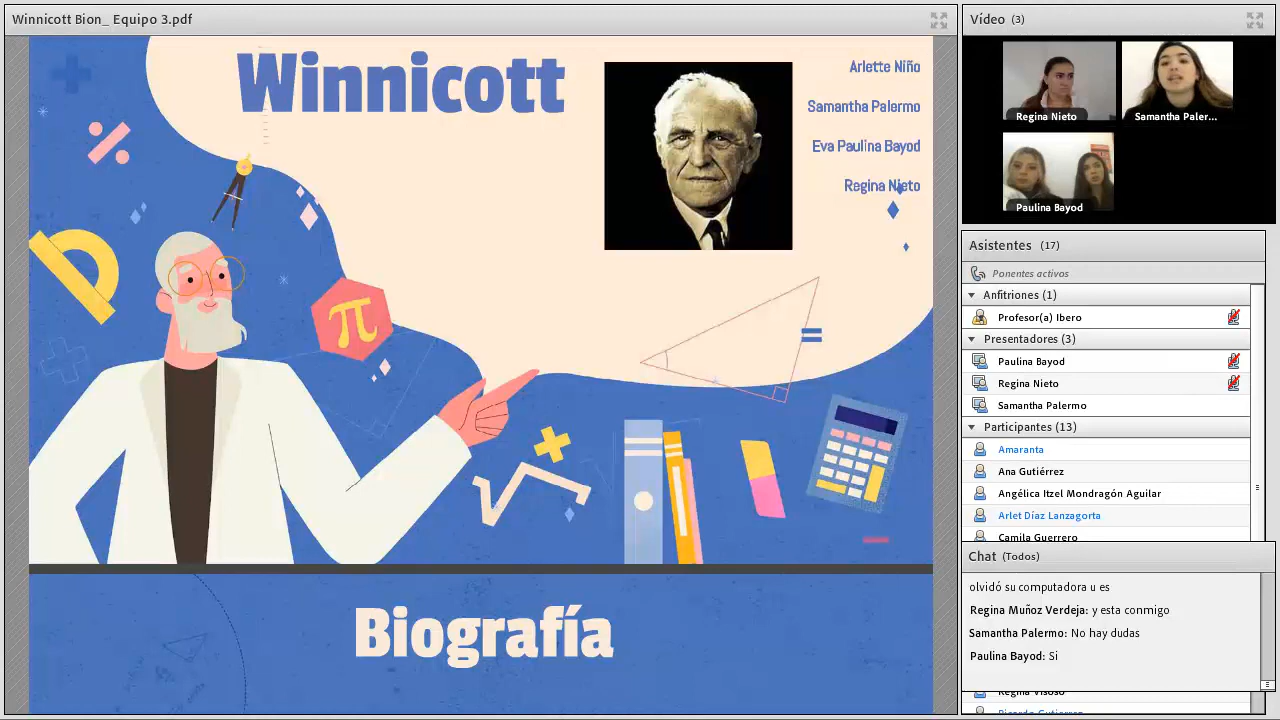 Winnicott Bion_ Equipo 3.pdf
Winnicott
Arlette Niño
Samantha Palermo
Eva Paulina Bayod
Regina Nieto
π
Biografía
Vídeo (3)
Regina Nieto
Samantha Paler...
Paulina Bayod
Asistentes (17)
Ponentes activos
Anfitriones (1)
Profesor(a) Ibero
Presentadores (3)
Paulina Bayod
Regina Nieto
Samantha Palermo
Participantes (13)
Amaranta
Ana Gutiérrez
Angélica Itzel Mondragón Aguilar
Arlet Díaz Lanzagorta
Camila Guerrero
Chat (Todos)
olvidó su computadora u es
Regina Muñoz Verdeja: y esta conmigo
Samantha Palermo: No hay dudas
Paulina Bayod: Si
Regina Visoso
Ricardo Gutierrez